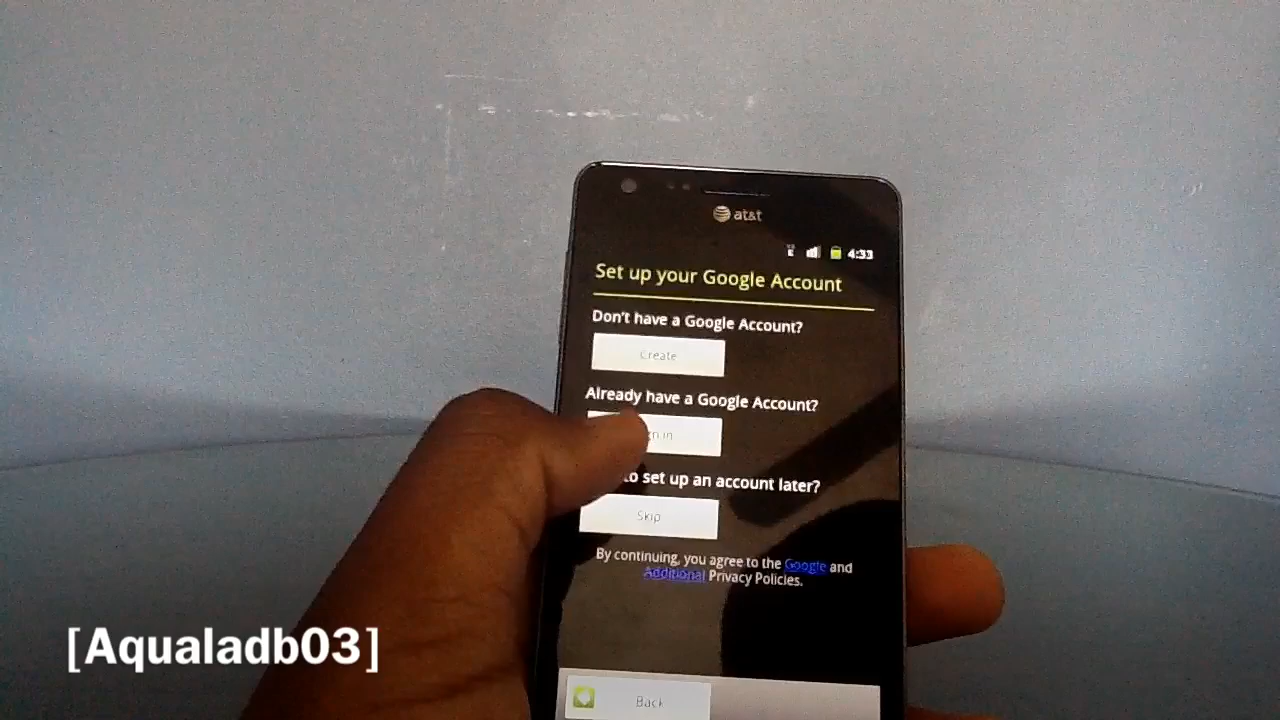 at&t
4:33
Set up your Google Account
Don't have a Google Account?
Create
Already have a Google Account?
in
to set up an account later?
Skip
By continuing, you agree to the Google and
Additional Privacy Policies.
Back
[Aqualadb03]